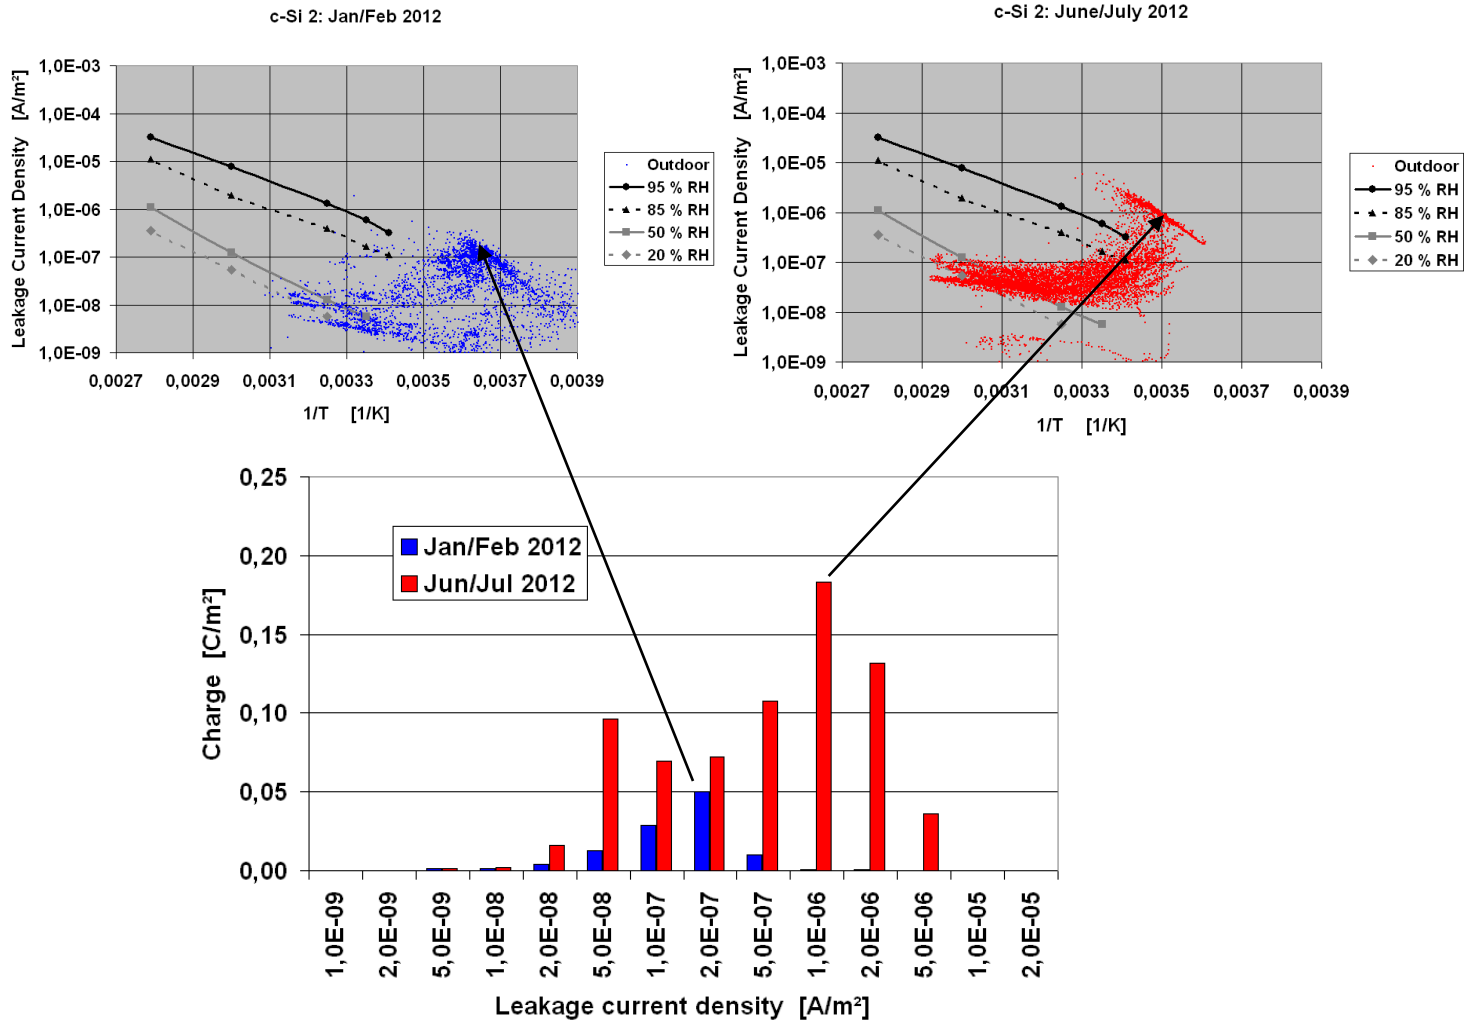 c-Si 2: Jan/Feb 2012
Leakage Current Density [A/m²]
1,0E-03
1,0E-04
1,0E-05
1,0E-06
1,0E-07
1,0E-08
1,0E-09
0,0027 0,0029 0,0031 0,0033 0,0035 0,0037 0,0039
1/T [1/K]
Outdoor
95 % RH
85 % RH
50 % RH
20 % RH
c-Si 2: June/July 2012
Leakage Current Density [A/m²]
1,0E-03
1,0E-04
1,0E-05
1,0E-06
1,0E-07
1,0E-08
1,0E-09
0,0027 0,0029 0,0031 0,0033 0,0035 0,0037 0,0039
1/T [1/K]
Outdoor
95 % RH
85 % RH
50 % RH
20 % RH
Charge [C/m²]
0,25
0,20
0,15
0,10
0,05
0,00
Jan/Feb 2012
Jun/Jul 2012
1,0E-09
2,0E-09
5,0E-09
1,0E-08
2,0E-08
5,0E-08
1,0E-07
2,0E-07
5,0E-07
1,0E-06
2,0E-06
5,0E-06
1,0E-05
2,0E-05
Leakage current density [A/m²]